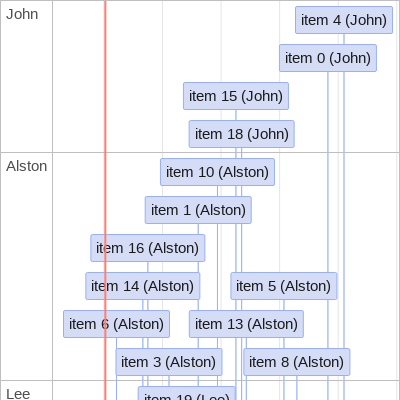 John
item 4 (John)
item 0 (John)
item 15 (John)
item 18 (John)
Alston
item 10 (Alston)
item 1 (Alston)
item 16 (Alston)
item 14 (Alston)
item 5 (Alston)
item 6 (Alston)
item 13 (Alston)
item 3 (Alston)
item 8 (Alston)
Lee
item 19 (Lee)